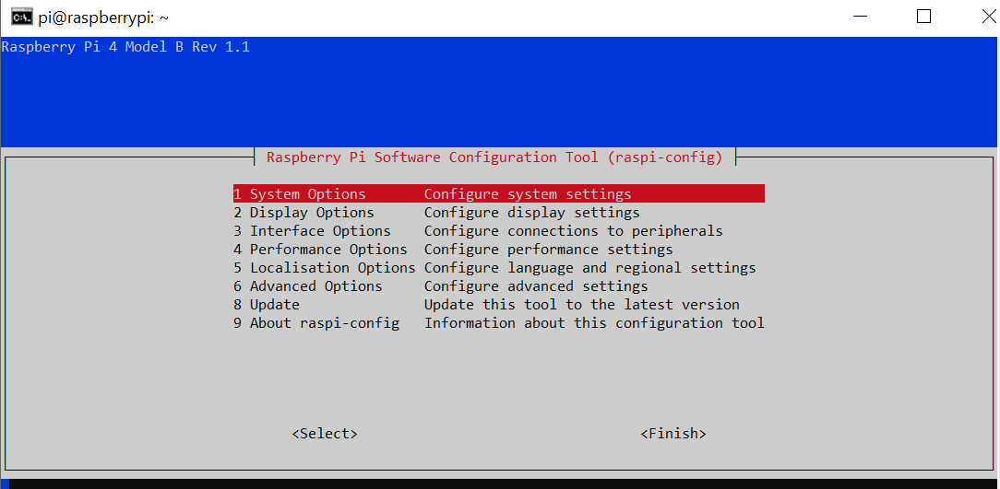 pi@raspberrypi: ~
Raspberry Pi 4 Model B Rev 1.1
Raspberry Pi Software Configuration Tool (raspi-config)
1 System Options Configure system settings
2 Display Options Configure display settings
3 Interface Options Configure connections to peripherals
4 Performance Options Configure performance settings
5 Localisation Options Configure language and regional settings
6 Advanced Options Configure advanced settings
8 Update Update this tool to the latest version
9 About raspi-config Information about this configuration tool
<Select> <Finish>